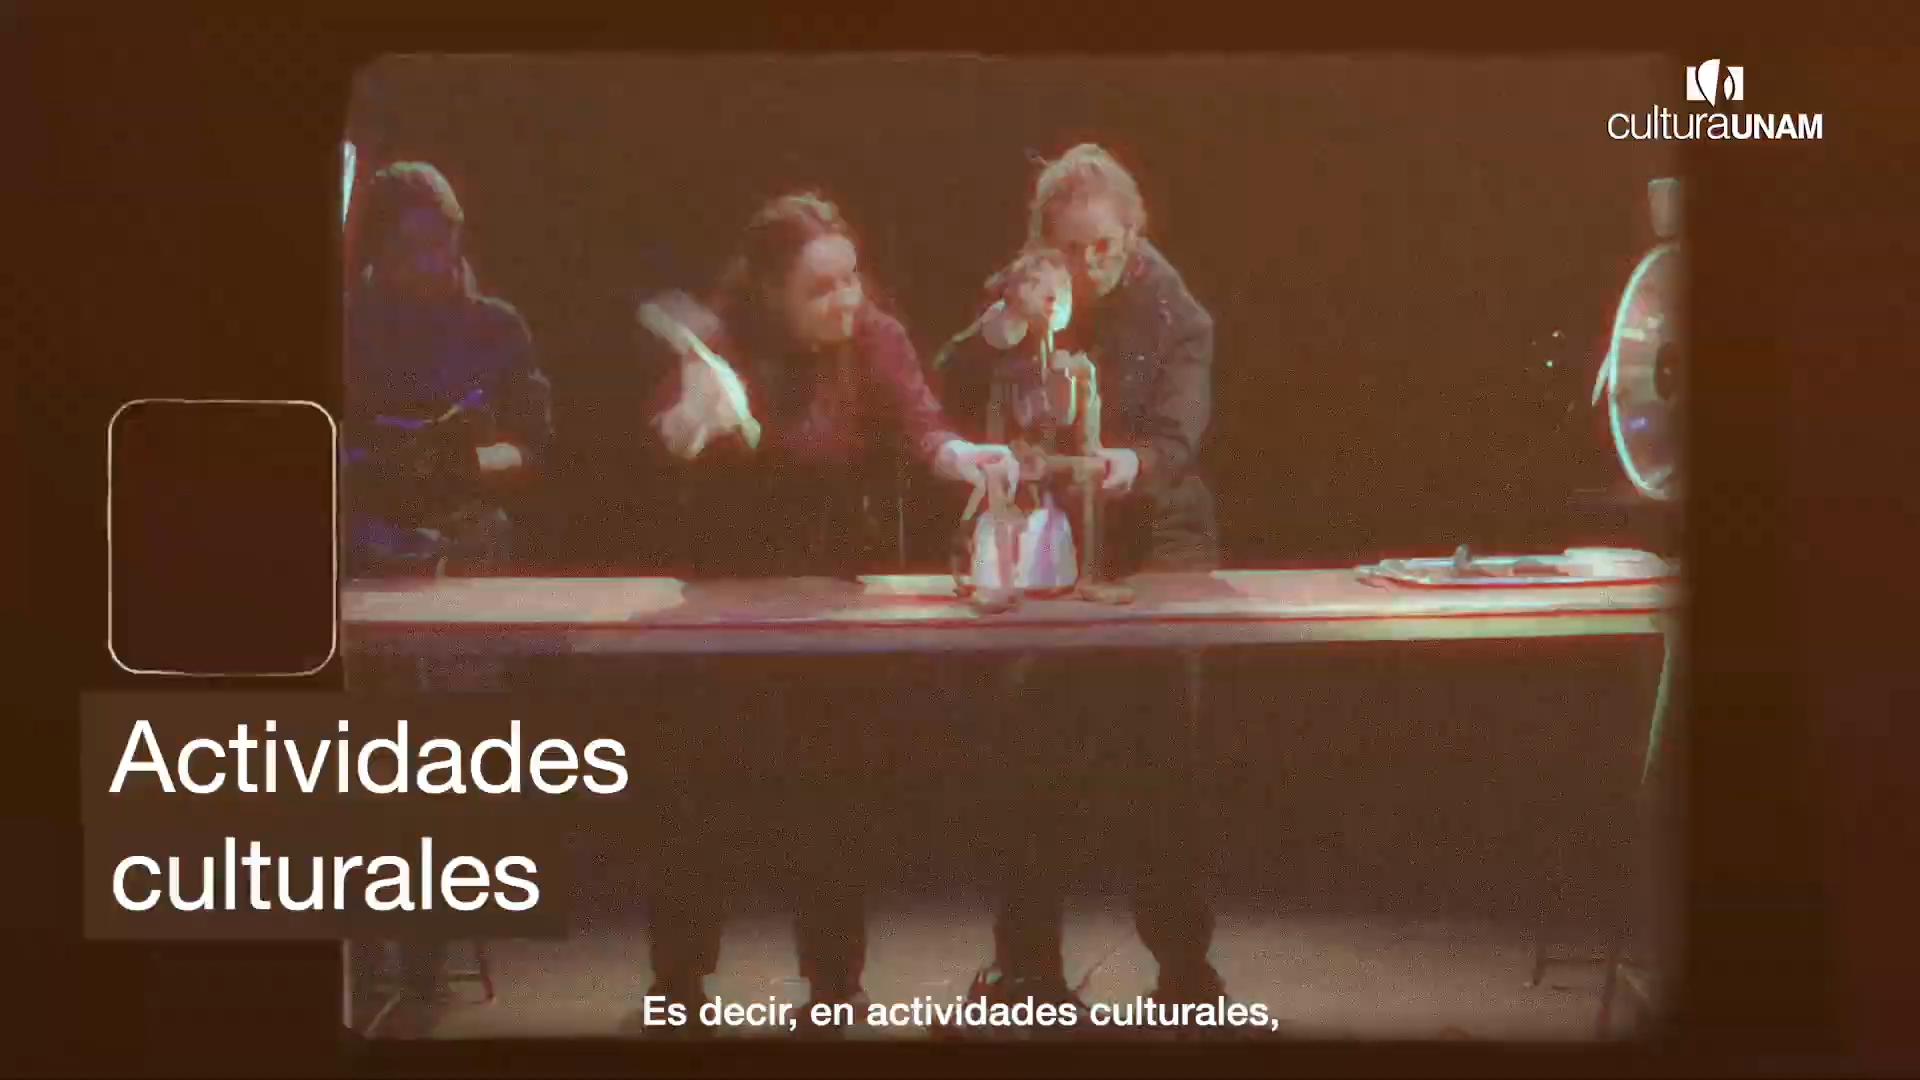 culturaUNAM
Actividades
culturales
Es decir, en actividades culturales,